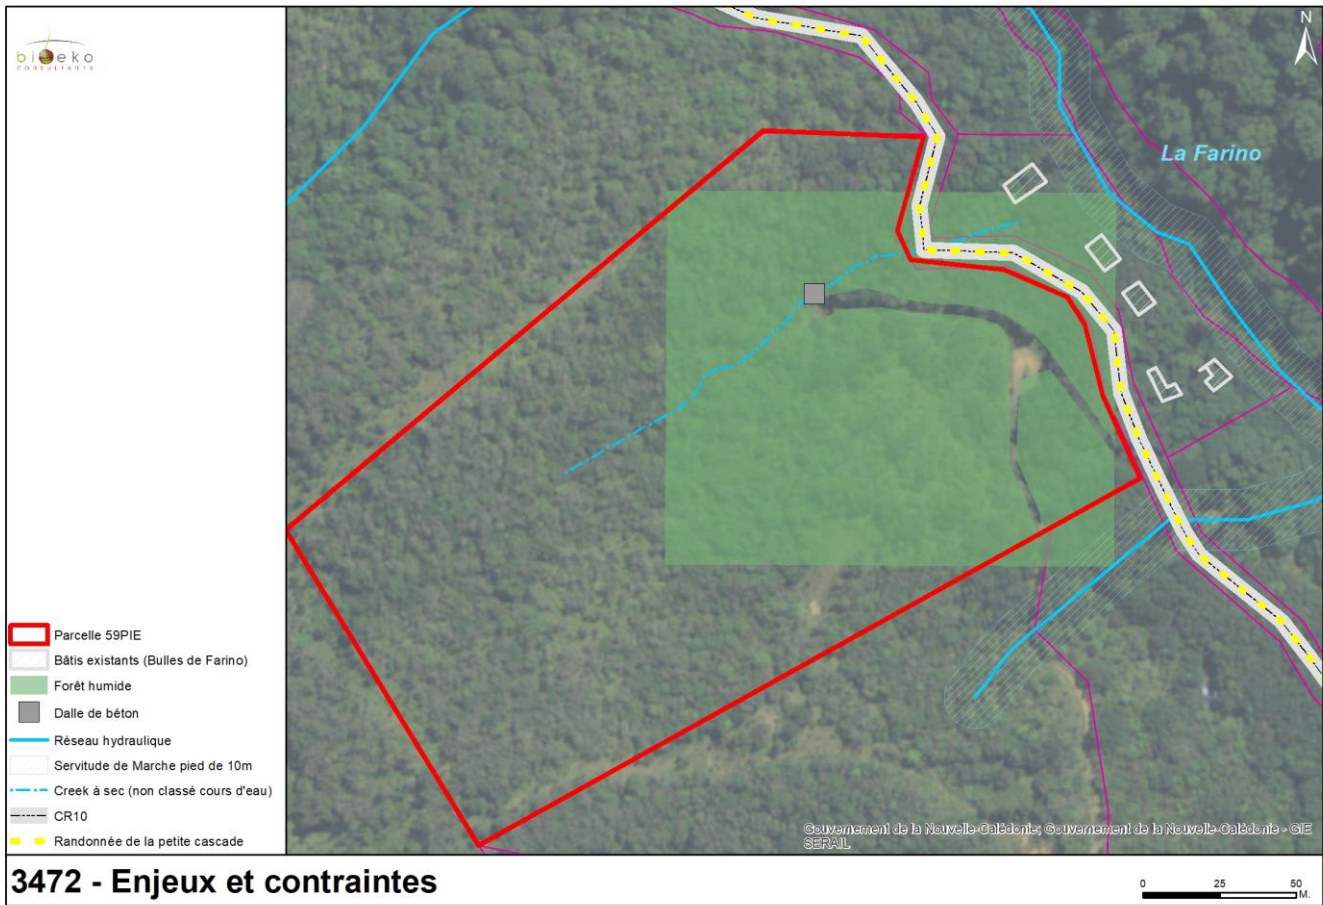 bioeko
CONSULTANTS
N
La Farino
Parcelle 59PIE
Bâtis existants (Bulles de Farino)
Forêt humide
Dalle de béton
Réseau hydraulique
Servitude de Marche pied de 10m
Creek à sec (non classé cours d'eau)
CR10
Randonnée de la petite cascade
Gouvernement de la Nouvelle-Calédonie; Gouvernement de la Nouvelle-Calédonie - GIE
SERAIL
3472 - Enjeux et contraintes
0 25 50
M.